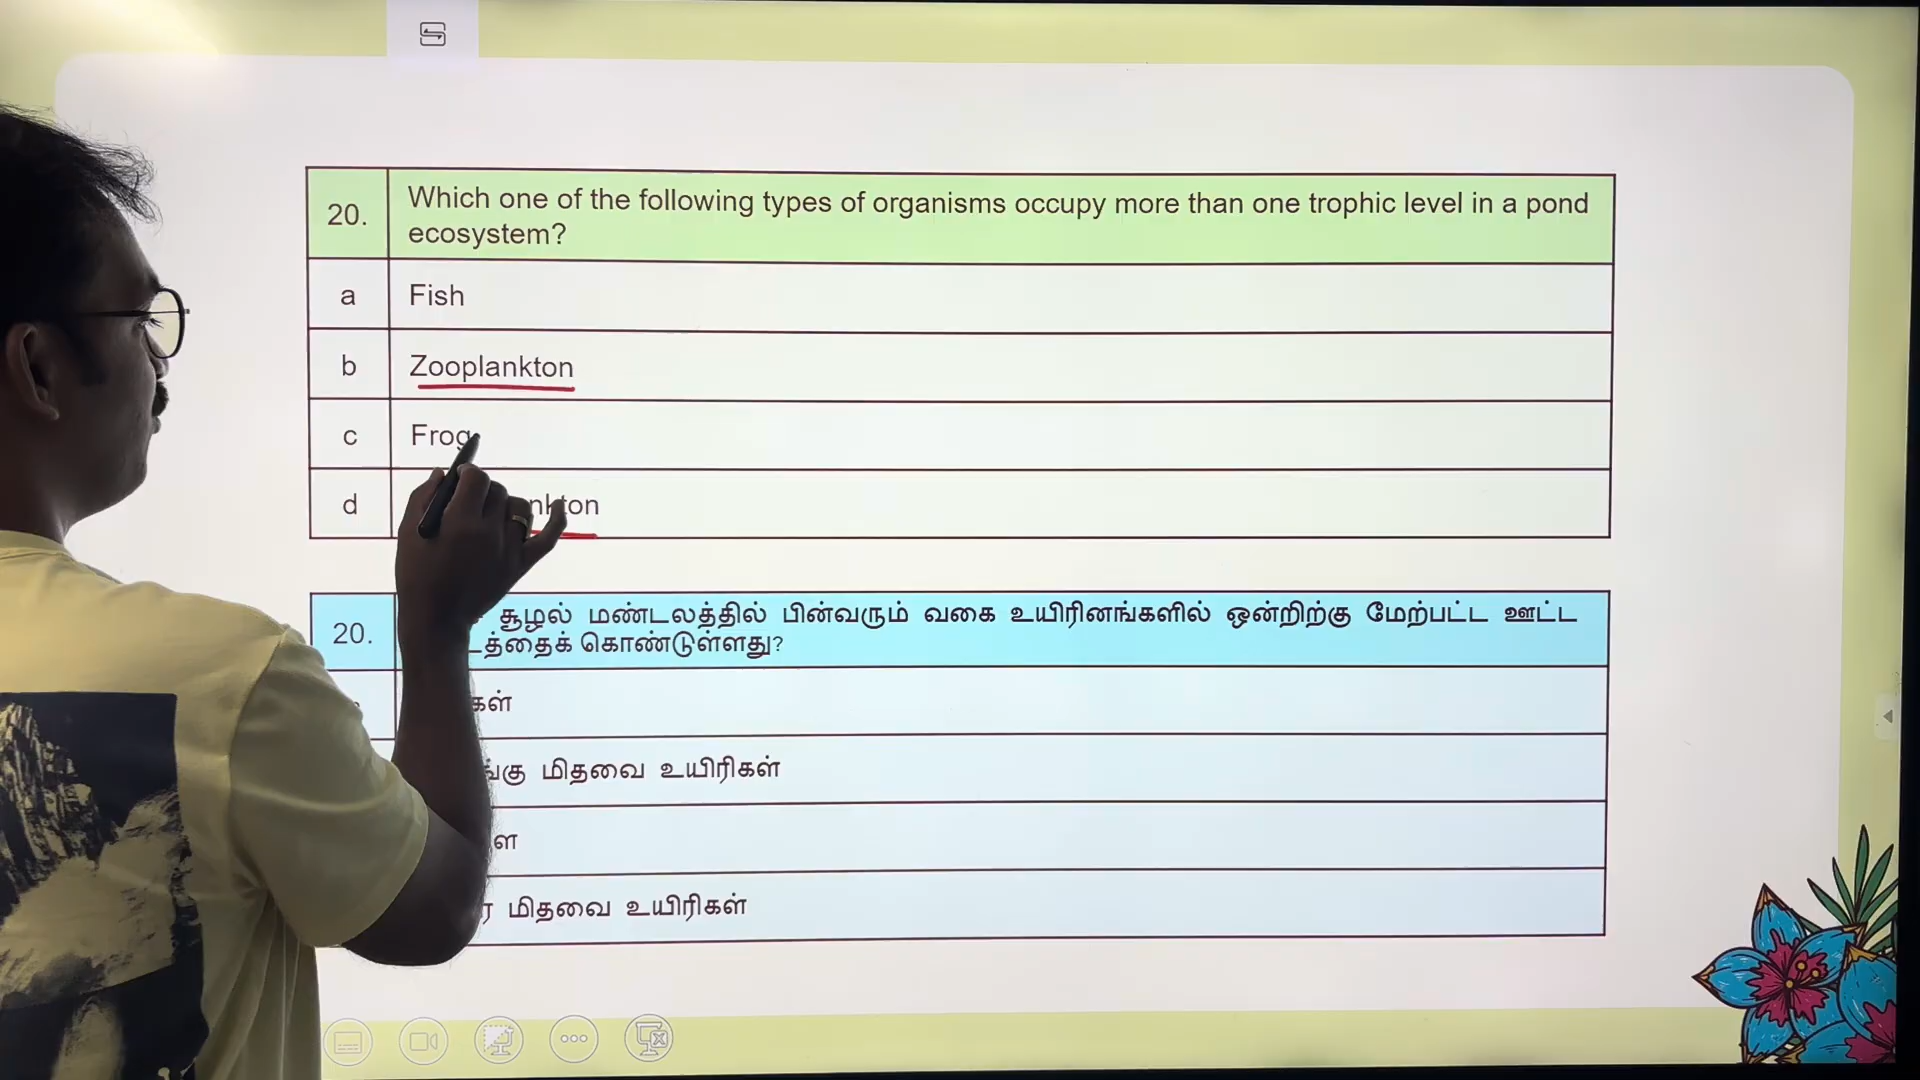 20.
Which one of the following types of organisms occupy more than one trophic level in a pond
ecosystem?
a
Fish
b
Zooplankton
c
Frog
d
20.
சூழல் மண்டலத்தில் பின்வரும் வகை உயிரினங்களில் ஒன்றிற்கு மேற்பட்ட ஊட்ட
கொண்டுள்ளது?
மிதவை உயிரிகள்
மிதவை உயிரிகள்